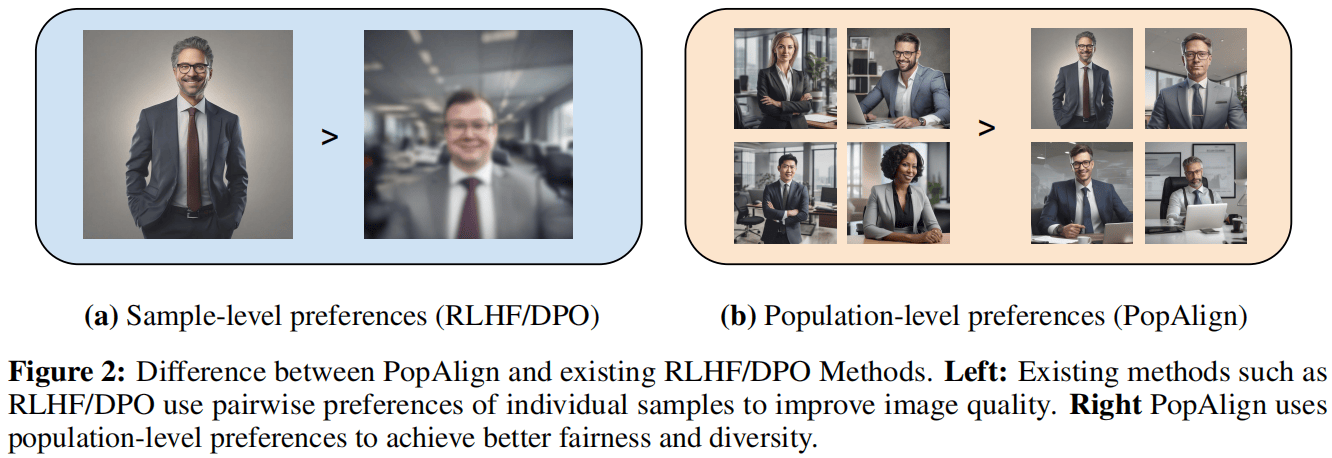 >
>
(a) Sample-level preferences (RLHF/DPO)
(b) Population-level preferences (PopAlign)
Figure 2: Difference between PopAlign and existing RLHF/DPO Methods. Left: Existing methods such as
RLHF/DPO use pairwise preferences of individual samples to improve image quality. Right PopAlign uses
population-level preferences to achieve better fairness and diversity.